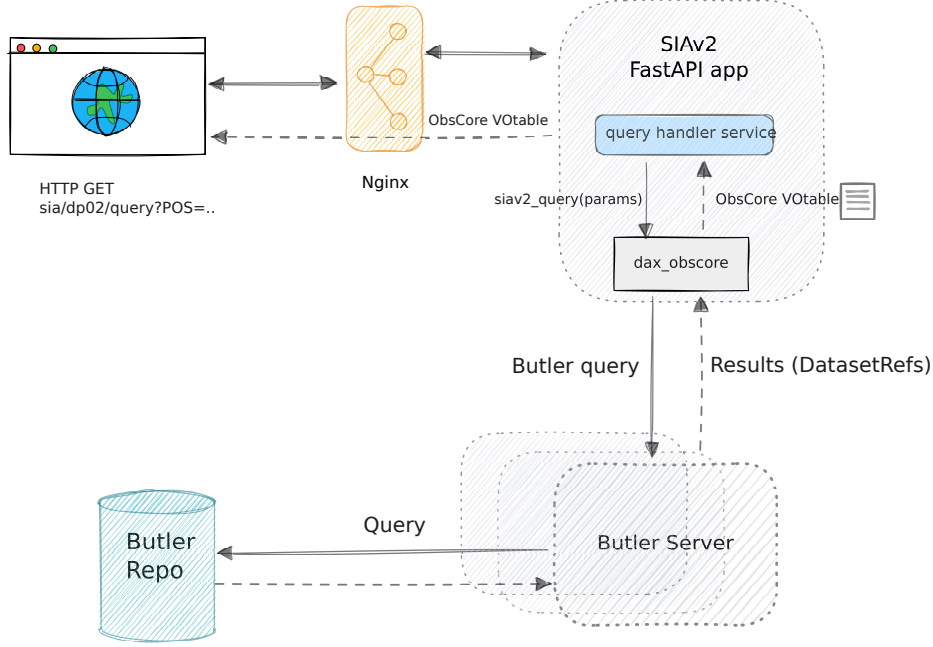 SIAv2
FastAPI app
ObsCore VOtable
query handler service
Nginx
HTTP GET
sia/dp02/query?POS=..
siav2_query(params)
ObsCore VOtable
dax_obscore
Butler query
Results (DatasetRefs)
Query
Butler
Repo
Butler Server